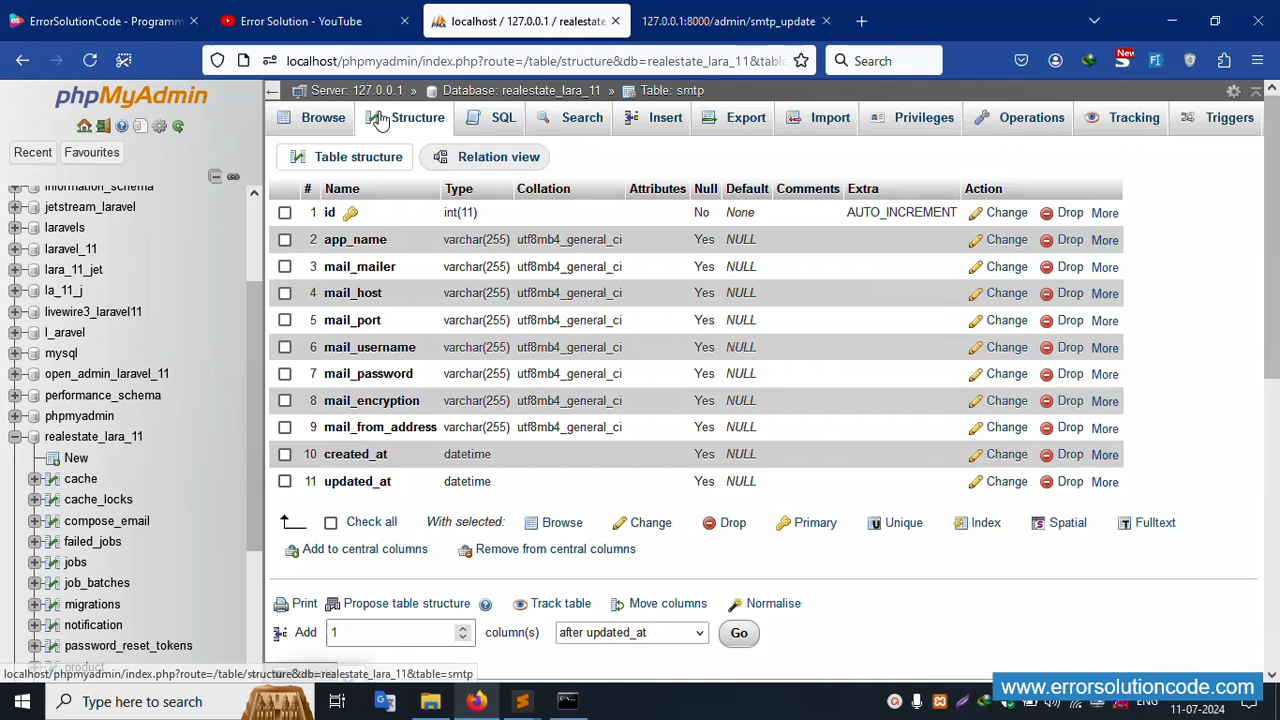 ErrorSolutionCode - Programm
Error Solution - YouTube
localhost / 127.0.0.1 / realestate
127.0.0.1:8000/admin/smtp_update
localhost/phpmyadmin/index.php?route=/table/structure&db=realestate_lara_11&table
Search
New
phpMyAdmin
Recent
Favourites
information_schema
jetstream_laravel
laravels
laravel_11
lara_11_jet
la_11_j
livewire3_laravel11
l_aravel
mysql
open_admin_laravel_11
performance_schema
phpmyadmin
realestate_lara_11
New
cache
cache_locks
compose_email
failed_jobs
jobs
job_batches
migrations
notification
password_reset_tokens
product
Server: 127.0.0.1 » Database: realestate_lara_11 » Table: smtp
Browse Structure SQL Search Insert Export Import Privileges Operations Tracking Triggers
Table structure Relation view
# Name Type Collation Attributes Null Default Comments Extra Action
1 id int(11) No None AUTO_INCREMENT Change Drop More
2 app_name varchar(255) utf8mb4_general_ci Yes NULL Change Drop More
3 mail_mailer varchar(255) utf8mb4_general_ci Yes NULL Change Drop More
4 mail_host varchar(255) utf8mb4_general_ci Yes NULL Change Drop More
5 mail_port varchar(255) utf8mb4_general_ci Yes NULL Change Drop More
6 mail_username varchar(255) utf8mb4_general_ci Yes NULL Change Drop More
7 mail_password varchar(255) utf8mb4_general_ci Yes NULL Change Drop More
8 mail_encryption varchar(255) utf8mb4_general_ci Yes NULL Change Drop More
9 mail_from_address varchar(255) utf8mb4_general_ci Yes NULL Change Drop More
10 created_at datetime Yes NULL Change Drop More
11 updated_at datetime Yes NULL Change Drop More
Check all With selected: Browse Change Drop Primary Unique Index Spatial Fulltext
Add to central columns Remove from central columns
Print Propose table structure Track table Move columns Normalise
Add 1 column(s) after updated_at Go
localhost/phpmyadmin/index.php?route=/table/structure&db=realestate_lara_11&table=smtp
Type here to search
ENG
11-07-2024
www.errorsolutioncode.com